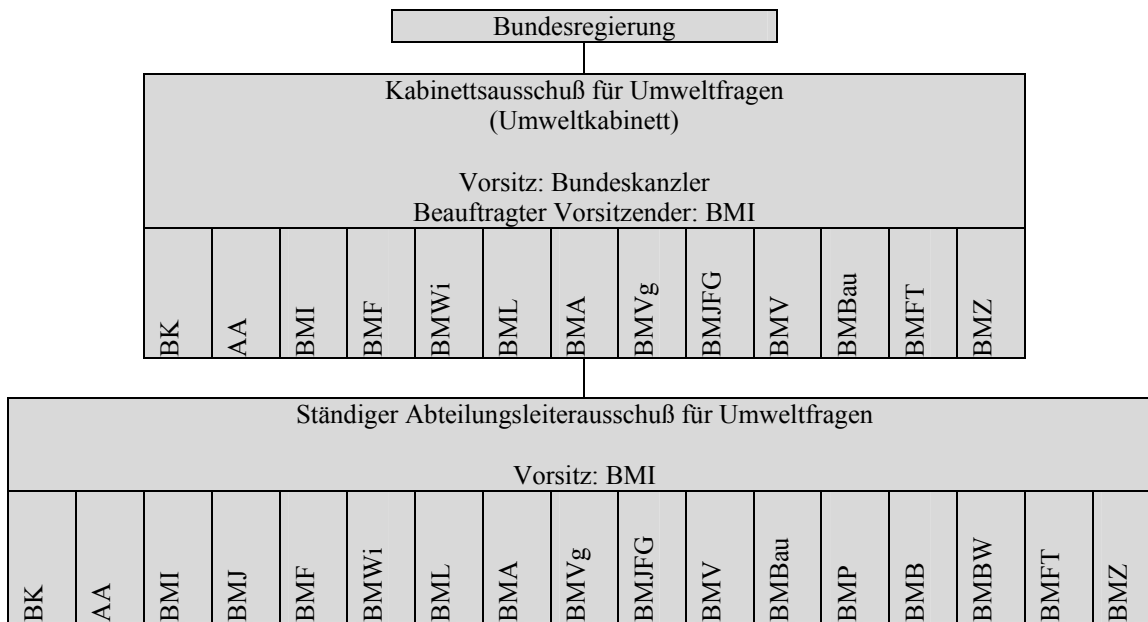 Bundesregierung
Kabinettsausschuß für Umweltfragen
(Umweltkabinett)
Vorsitz: Bundeskanzler
Beauftragter Vorsitzender: BMI
BK
AA
BMI
BMF
BMWi
BML
BMA
BMVg
BMJFG
BMV
BMBau
BMFT
BMZ
Ständiger Abteilungsleiterausschuß für Umweltfragen
Vorsitz: BMI
BK
AA
BMI
BMJ
BMF
BMWi
BML
BMA
BMVg
BMJFG
BMV
BMBau
BMP
BMB
BMBW
BMFT
BMZ